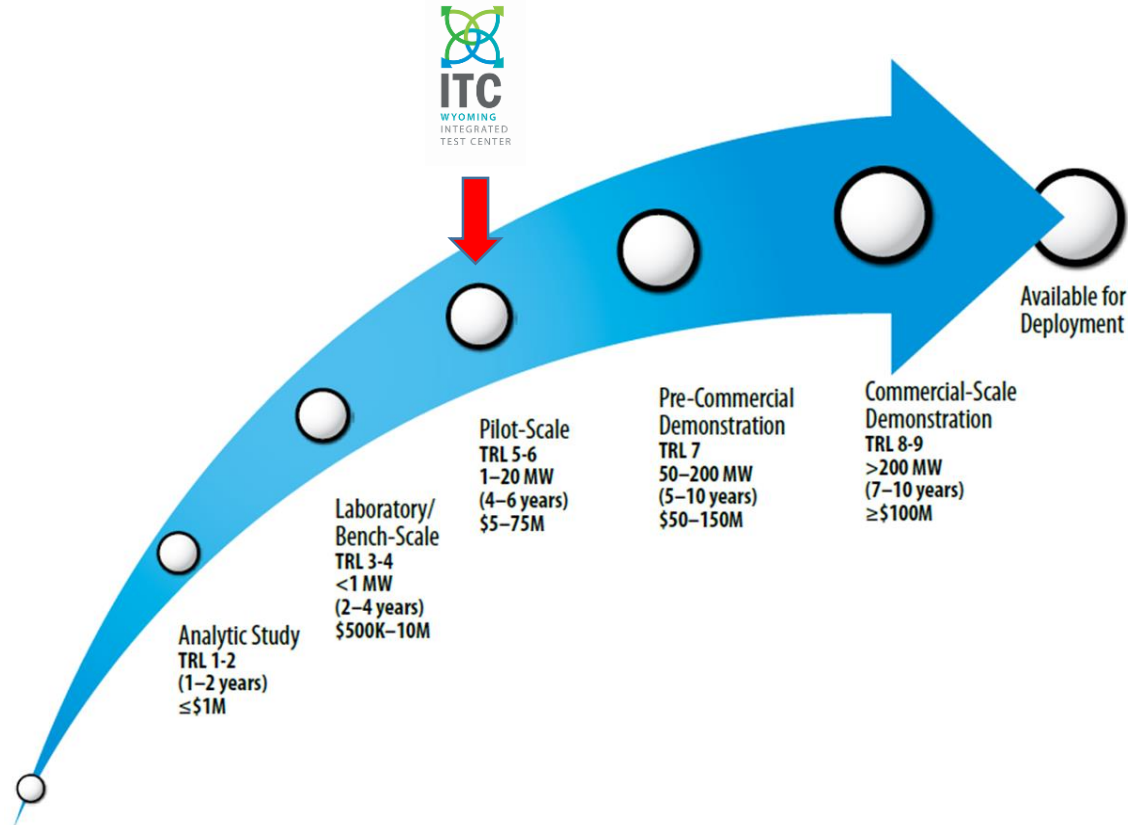 ITC
WYOMING
INTEGRATED
TEST CENTER
Available for
Deployment
Commercial-Scale
Demonstration
TRL 8-9
>200 MW
(7–10 years)
≥$100M
Pre-Commercial
Demonstration
TRL 7
50–200 MW
(5–10 years)
$50–150M
Pilot-Scale
TRL 5-6
1–20 MW
(4–6 years)
$5–75M
Laboratory/
Bench-Scale
TRL 3-4
<1 MW
(2–4 years)
$500K–10M
Analytic Study
TRL 1-2
(1–2 years)
≤$1M